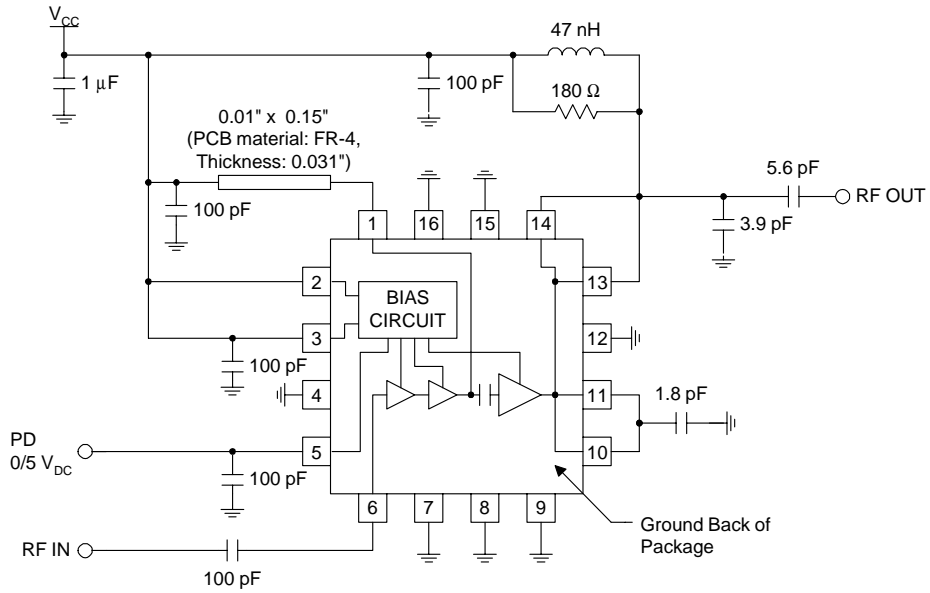 V_CC
47 nH
1 µF
100 pF
180 Ω
0.01" x 0.15"
(PCB material: FR-4,
Thickness: 0.031")
5.6 pF
RF OUT
100 pF
3.9 pF
1
16
15
14
2
13
BIAS
CIRCUIT
3
12
100 pF
4
11
1.8 pF
PD
0/5 V_DC
5
10
100 pF
6
7
8
9
Ground Back of
Package
RF IN
100 pF